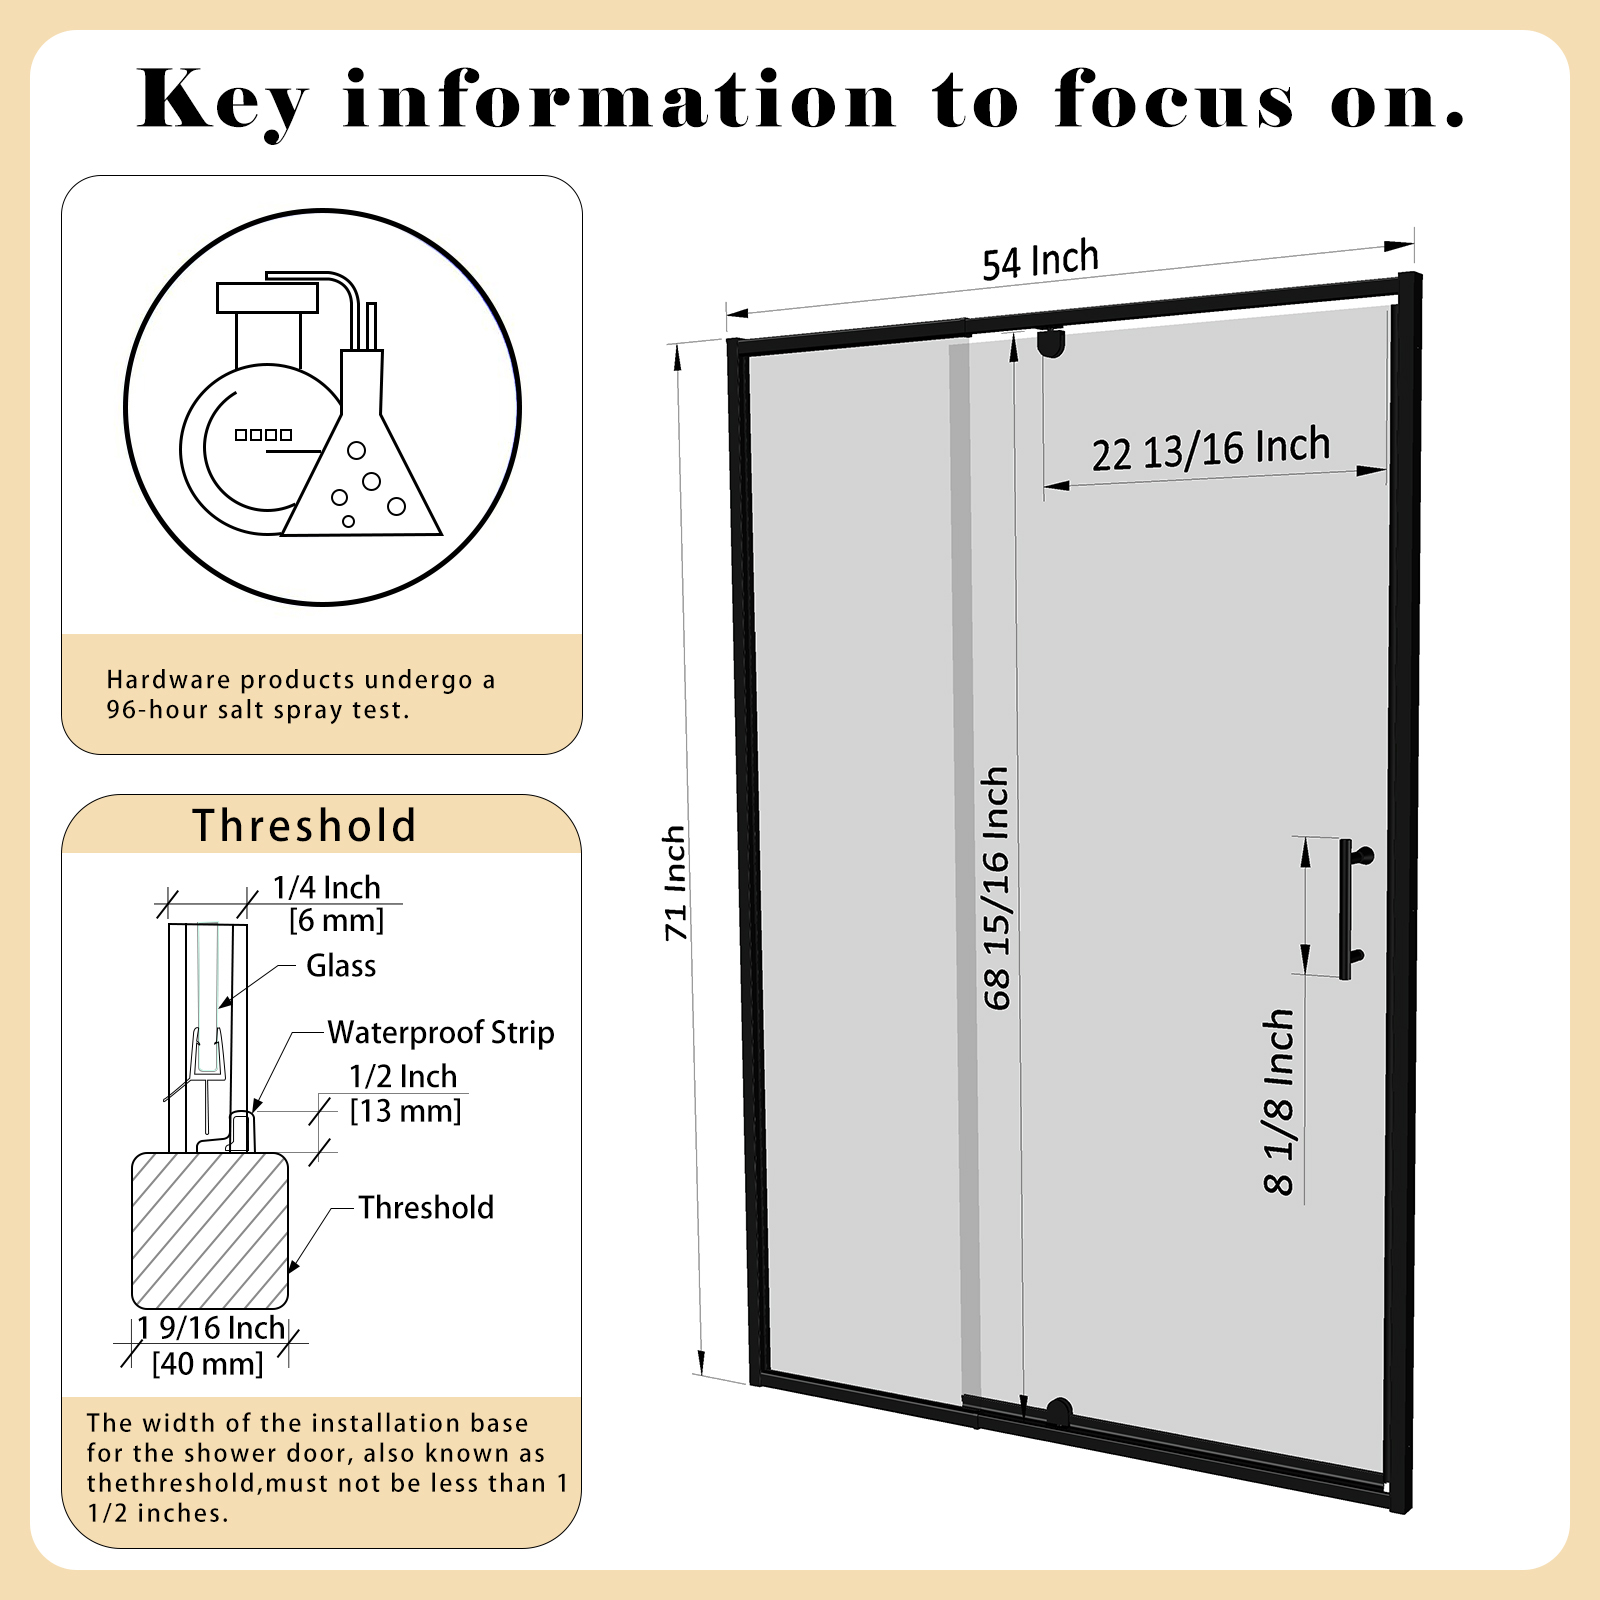 Key information to focus on.
Hardware products undergo a
96-hour salt spray test.
Threshold
1/4 Inch
[6 mm]
Glass
Waterproof Strip
1/2 Inch
[13 mm]
Threshold
1 9/16 Inch
[40 mm]
The width of the installation base
for the shower door, also known as
thethreshold,must not be less than 1
1/2 inches.
54 Inch
22 13/16 Inch
71 Inch
68 15/16 Inch
8 1/8 Inch